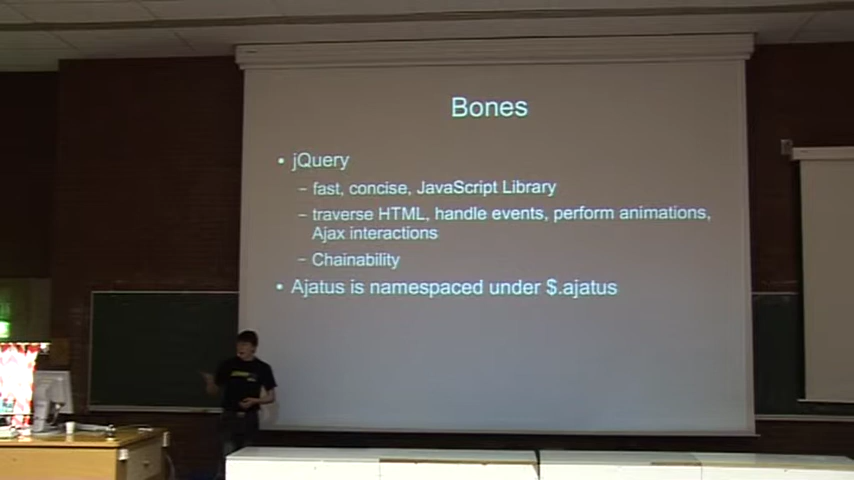 Bones
• jQuery
– fast, concise, JavaScript Library
– traverse HTML, handle events, perform animations,
Ajax interactions
– Chainability
• Ajatus is namespaced under $.ajatus